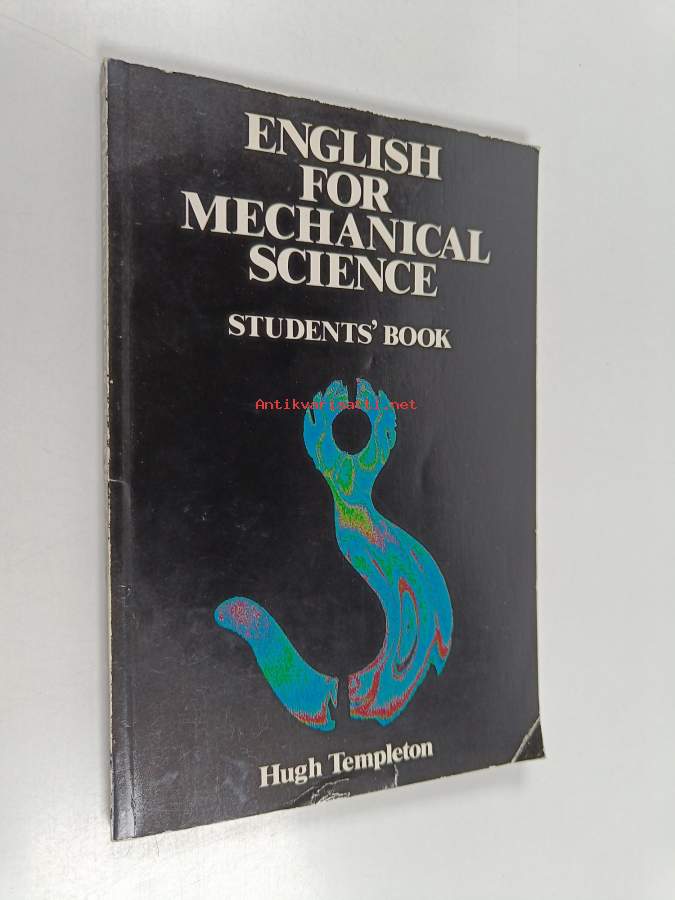 ENGLISH
FOR
MECHANICAL
SCIENCE
STUDENTS' BOOK
Antikvariaatti.net
Hugh Templeton